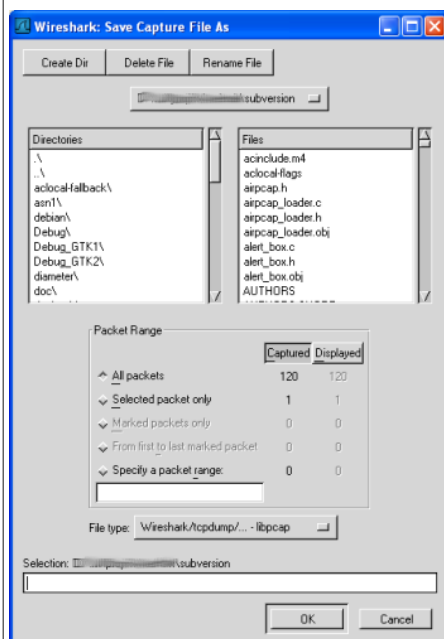 Wireshark: Save Capture File As
Create Dir Delete File Rename File
\subversion
Directories
.\
..\
aclocal-fallback\
asn1\
debian\
Debug\
Debug_GTK1\
Debug_GTK2\
diameter\
doc\
Files
acinclude.m4
aclocal-flags
airpcap.h
airpcap_loader.c
airpcap_loader.h
airpcap_loader.obj
alert_box.c
alert_box.h
alert_box.obj
AUTHORS
Packet Range
Captured Displayed
All packets 120 120
Selected packet only 1 1
Marked packets only 0 0
From first to last marked packet 0 0
Specify a packet range: 0 0
File type: Wireshark/tcpdump/... - libpcap
Selection: \subversion
OK Cancel